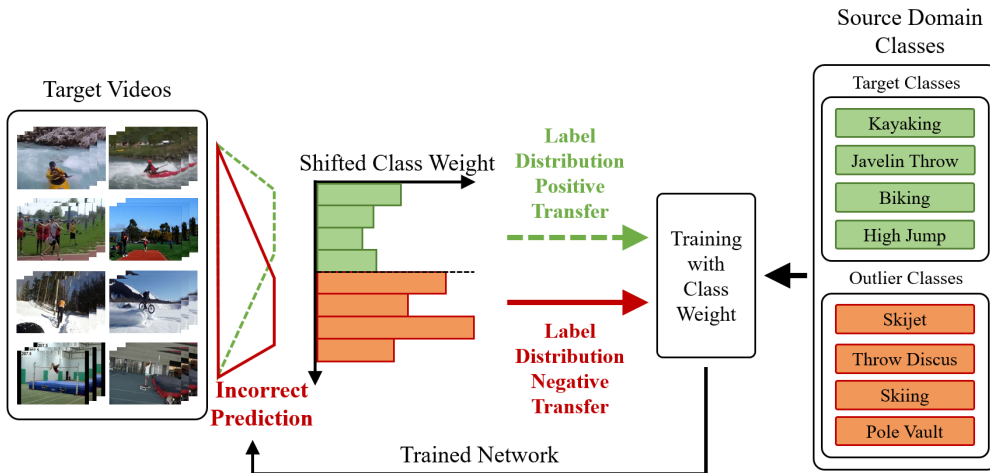 Source Domain
Classes
Target Videos
Target Classes
Kayaking
Javelin Throw
Biking
High Jump
Outlier Classes
Skijet
Throw Discus
Skiing
Pole Vault
Shifted Class Weight
Label
Distribution
Positive
Transfer
Label
Distribution
Negative
Transfer
Training
with
Class
Weight
Incorrect
Prediction
Trained Network